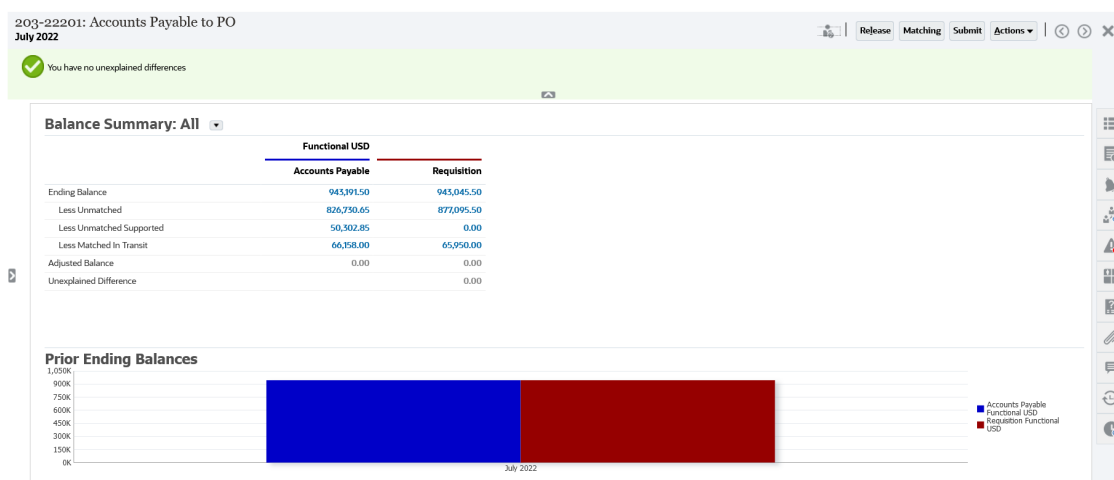 203-22201: Accounts Payable to PO
July 2022
Release Matching Submit Actions
You have no unexplained differences
Balance Summary: All
Functional USD
Accounts Payable Requisition
Ending Balance 943,191.50 943,045.50
Less Unmatched 826,730.65 877,095.50
Less Unmatched Supported 50,302.85 0.00
Less Matched In Transit 66,158.00 65,950.00
Adjusted Balance 0.00 0.00
Unexplained Difference 0.00
Prior Ending Balances
1,050K
900K
750K
600K
450K
300K
150K
0K
July 2022
Accounts Payable
Functional USD
Requisition Functional
USD